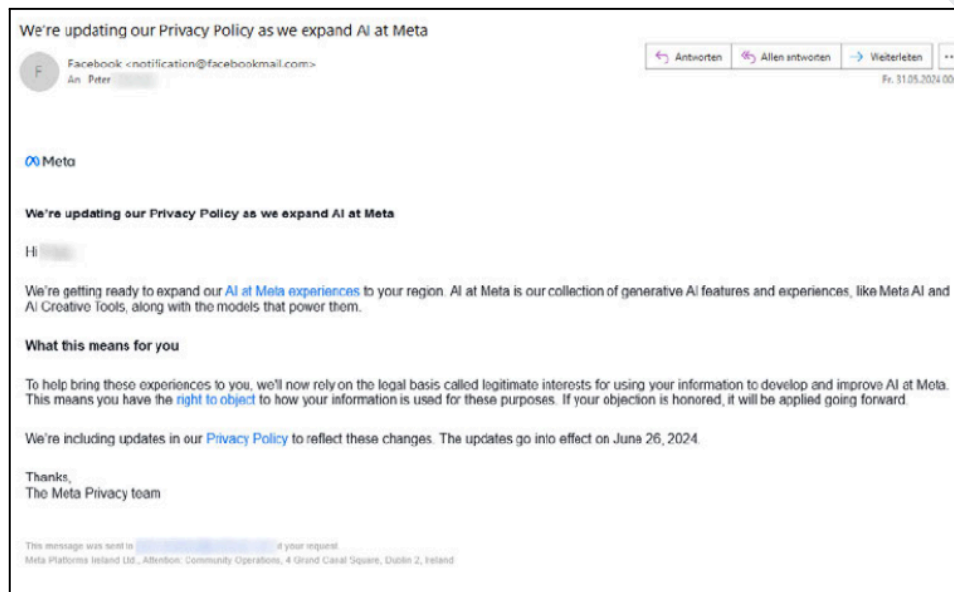 We're updating our Privacy Policy as we expand AI at Meta
F
Facebook <notification@facebookmail.com>
An Peter
Antworten
Allen antworten
Weiterleiten
Fr. 31.05.2024 00
Meta
We're updating our Privacy Policy as we expand AI at Meta
Hi
We're getting ready to expand our AI at Meta experiences to your region. AI at Meta is our collection of generative AI features and experiences, like Meta AI and
AI Creative Tools, along with the models that power them.
What this means for you
To help bring these experiences to you, we'll now rely on the legal basis called legitimate interests for using your information to develop and improve AI at Meta.
This means you have the right to object to how your information is used for these purposes. If your objection is honored, it will be applied going forward.
We're including updates in our Privacy Policy to reflect these changes. The updates go into effect on June 26, 2024.
Thanks,
The Meta Privacy team
This message was sent to your request.
Meta Platforms Ireland Ltd., Attention: Community Operations, 4 Grand Canal Square, Dublin 2, Ireland